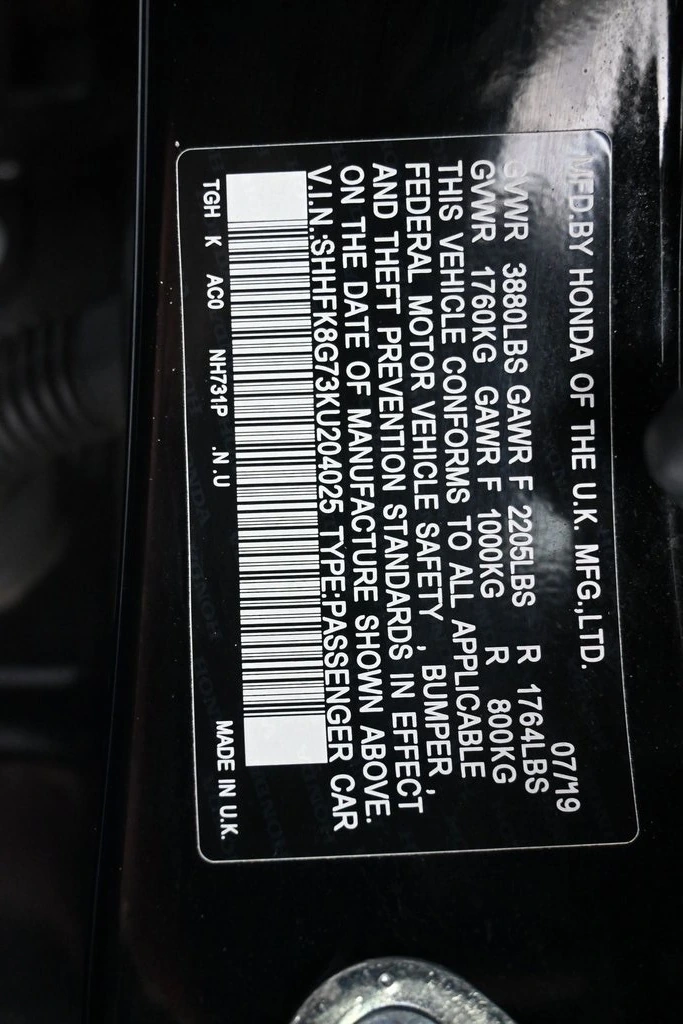 MFD.BY HONDA OF THE U.K. MFG.,LTD. 07/'19
GVWR 3880LBS GAWR F 2205LBS R 1764LBS
GVWR 1760KG GAWR F 1000KG R 800KG
THIS VEHICLE CONFORMS TO ALL APPLICABLE
FEDERAL MOTOR VEHICLE SAFETY , BUMPER ,
AND THEFT PREVENTION STANDARDS IN EFFECT
ON THE DATE OF MANUFACTURE SHOWN ABOVE.
V.I.N.:SHHFK8G73KU204025 TYPE:PASSENGER CAR
TGH K AC0 NH731P .N.U MADE IN U.K.